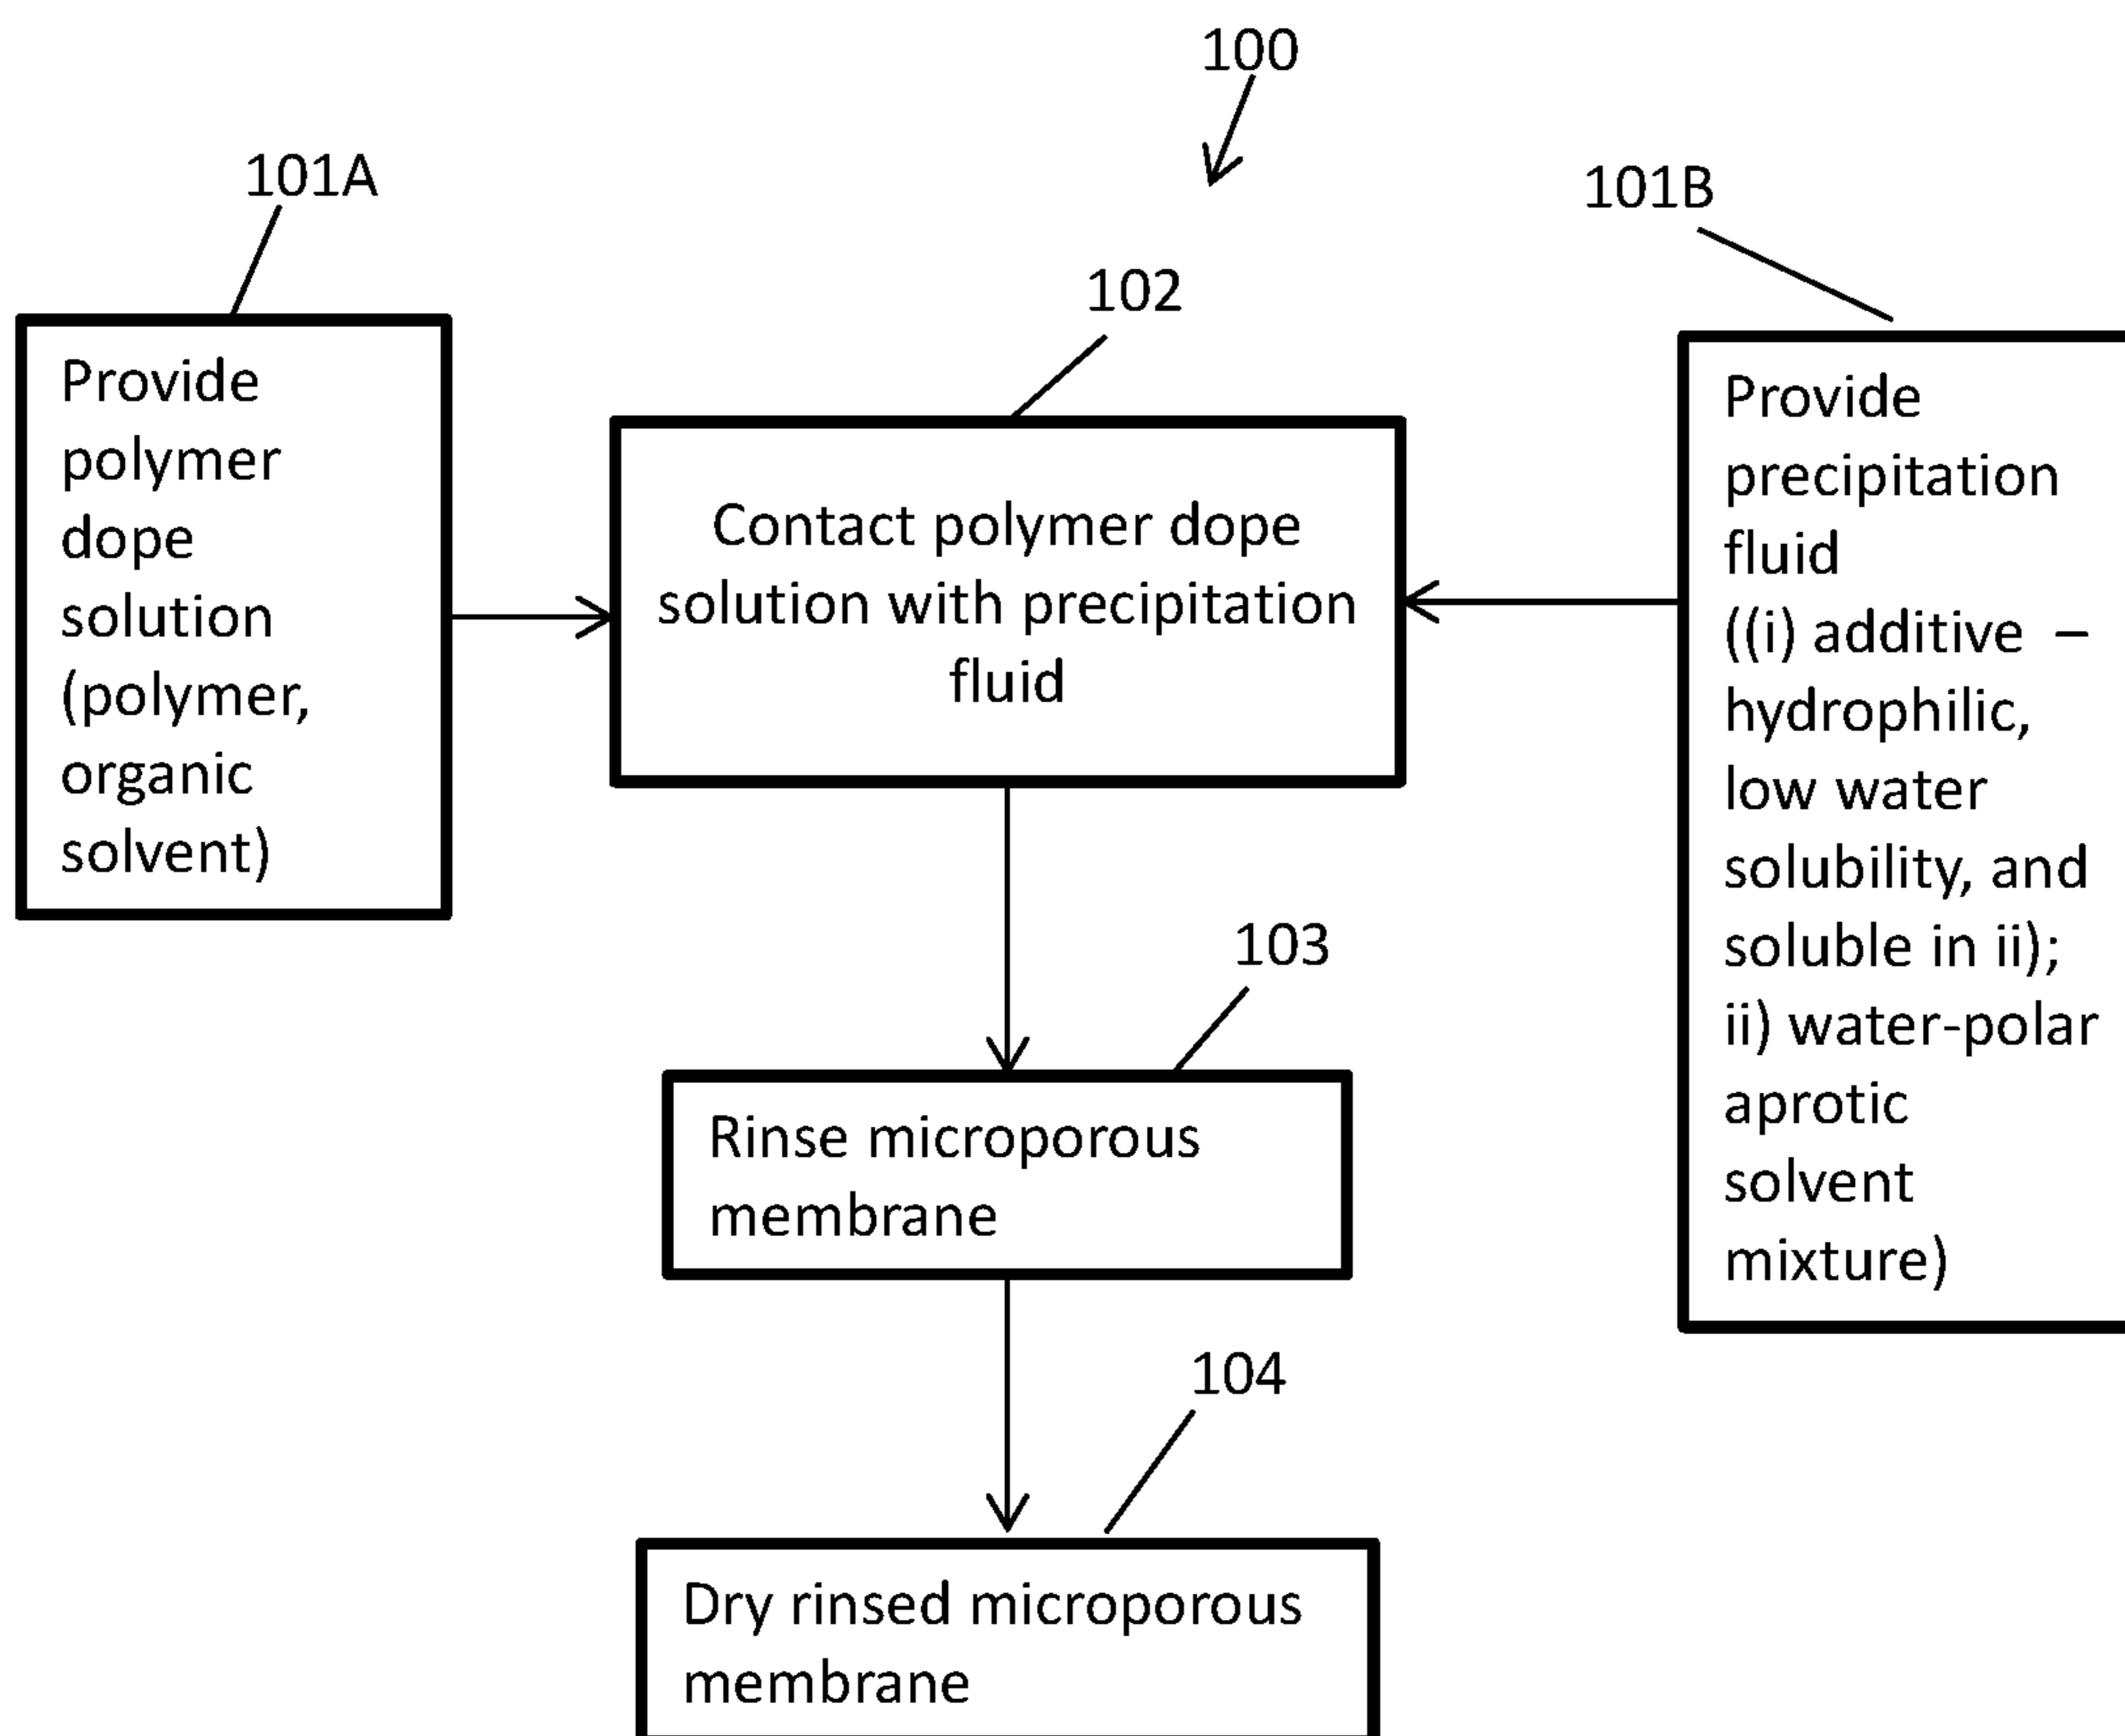 100
101A
101B
102
Provide
polymer
dope
solution
(polymer,
organic
solvent)
Contact polymer dope
solution with precipitation
fluid
Provide
precipitation
fluid
((i) additive –
hydrophilic,
low water
solubility, and
soluble in ii);
ii) water-polar
aprotic
solvent
mixture)
103
Rinse microporous
membrane
104
Dry rinsed microporous
membrane